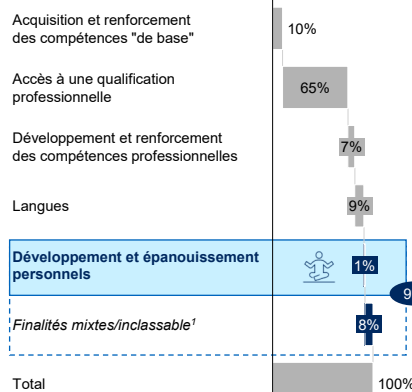 Acquisition et renforcement
des compétences "de base"
10%
Accès à une qualification
professionnelle
65%
Développement et renforcement
des compétences professionnelles
7%
Langues
9%
Développement et épanouissement
personnels
1%
9
Finalités mixtes/inclassable¹
8%
Total
100%